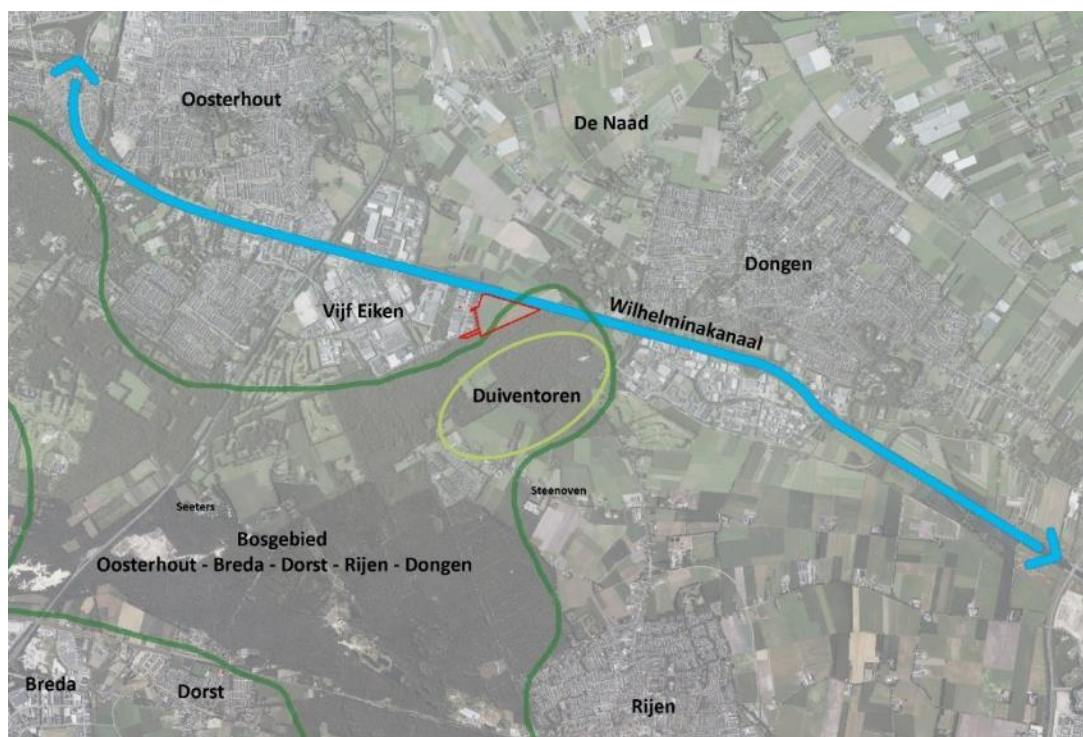 Oosterhout
De Naad
Dongen
Wilhelminakanaal
Vijf Eiken
Duiventoren
Steenoven
Seeters
Bosgebied
Oosterhout - Breda - Dorst - Rijen - Dongen
Breda
Dorst
Rijen